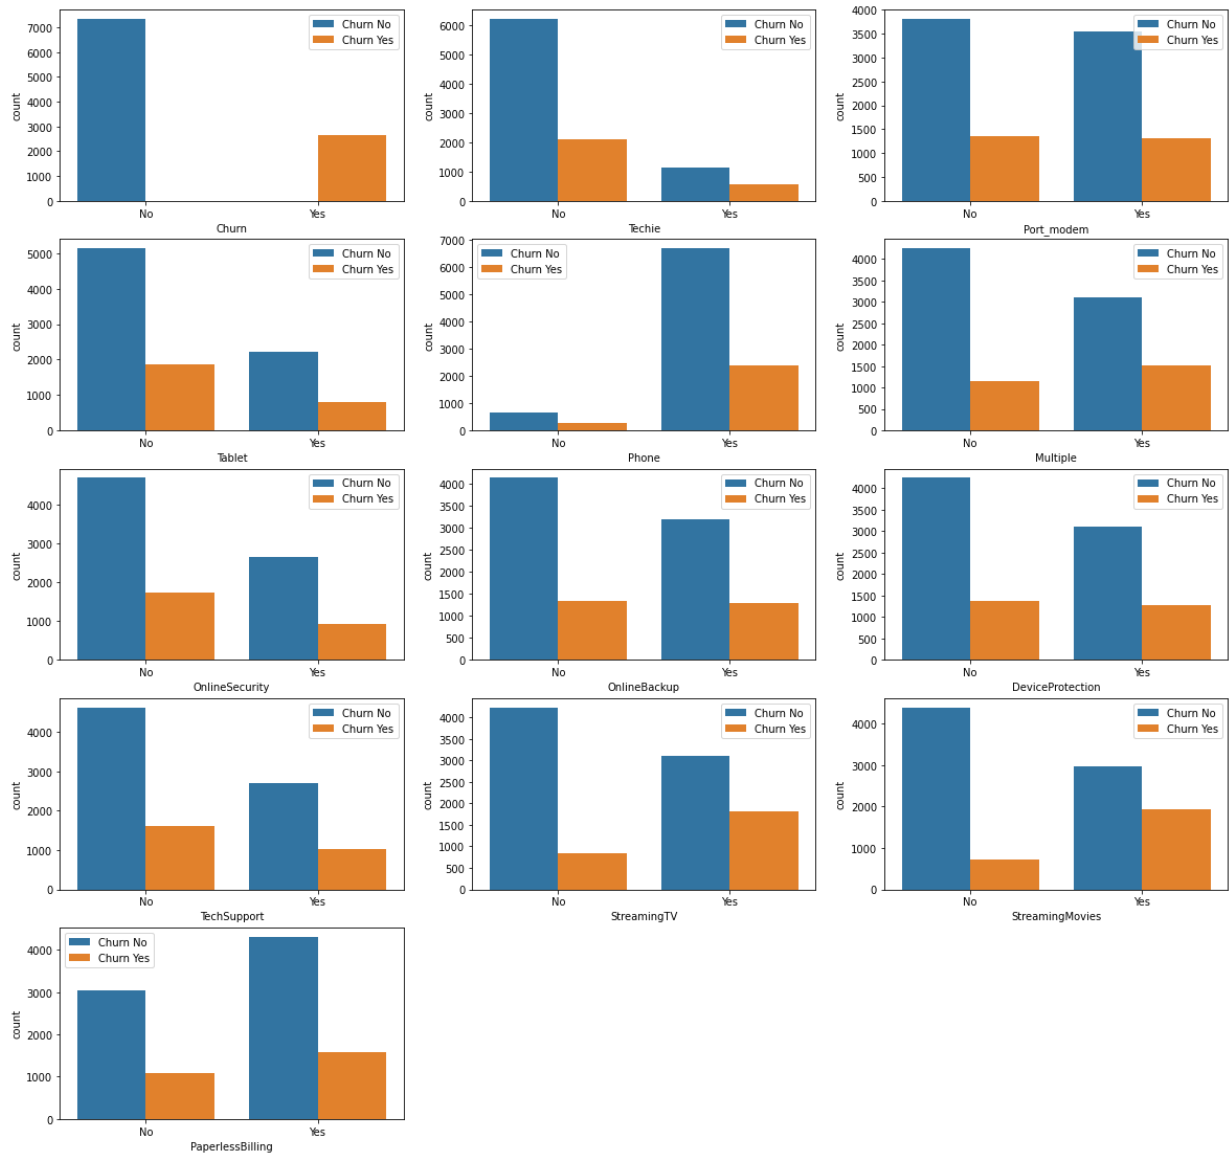 7000
6000
5000
4000
3000
2000
1000
0
count
Churn No
Churn Yes
No Yes
Churn
6000
5000
4000
3000
2000
1000
0
count
Churn No
Churn Yes
No Yes
Techie
4000
3500
3000
2500
2000
1500
1000
500
0
count
Churn No
Churn Yes
No Yes
Port_modem
5000
4000
3000
2000
1000
0
count
Churn No
Churn Yes
No Yes
Tablet
7000
6000
5000
4000
3000
2000
1000
0
count
Churn No
Churn Yes
No Yes
Phone
4000
3500
3000
2500
2000
1500
1000
500
0
count
Churn No
Churn Yes
No Yes
Multiple
4000
3000
2000
1000
0
count
Churn No
Churn Yes
No Yes
OnlineSecurity
4000
3500
3000
2500
2000
1500
1000
500
0
count
Churn No
Churn Yes
No Yes
OnlineBackup
4000
3500
3000
2500
2000
1500
1000
500
0
count
Churn No
Churn Yes
No Yes
DeviceProtection
4000
3000
2000
1000
0
count
Churn No
Churn Yes
No Yes
TechSupport
4000
3500
3000
2500
2000
1500
1000
500
0
count
Churn No
Churn Yes
No Yes
StreamingTV
4000
3000
2000
1000
0
count
Churn No
Churn Yes
No Yes
StreamingMovies
4000
3000
2000
1000
0
count
Churn No
Churn Yes
No Yes
PaperlessBilling